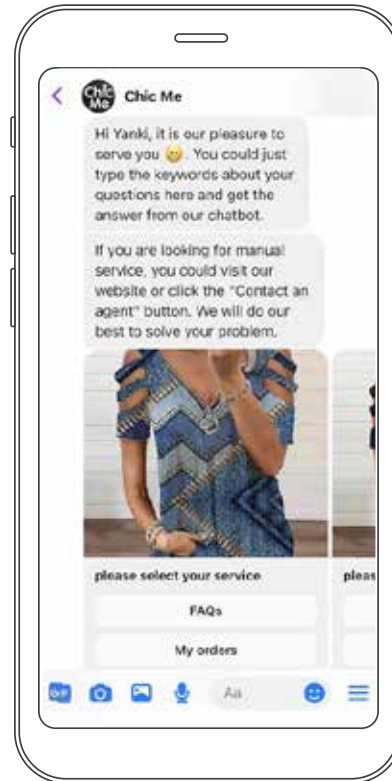 Chic
Me
Chic Me
Hi Yanki, it is our pleasure to
serve you 😀. You could just
type the keywords about your
questions here and get the
answer from our chatbot.
If you are looking for manual
service, you could visit our
website or click the "Contact an
agent" button. We will do our
best to solve your problem.
please select your service
pleas
FAQs
My orders
GIF
Aa